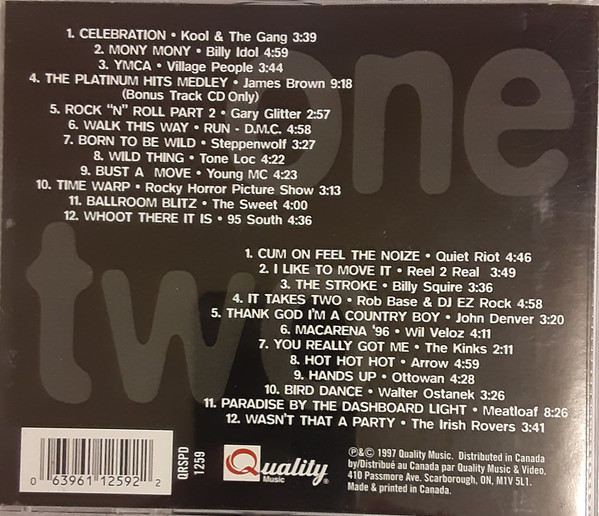 one
1. CELEBRATION • Kool & The Gang 3:39
2. MONY MONY • Billy Idol 4:59
3. YMCA • Village People 3:44
4. THE PLATINUM HITS MEDLEY • James Brown 9:18
(Bonus Track CD Only)
5. ROCK "N" ROLL PART 2 • Gary Glitter 2:57
6. WALK THIS WAY • RUN - D.M.C. 4:58
7. BORN TO BE WILD • Steppenwolf 3:27
8. WILD THING • Tone Loc 4:22
9. BUST A MOVE • Young MC 4:23
10. TIME WARP • Rocky Horror Picture Show 3:13
11. BALLROOM BLITZ • The Sweet 4:00
12. WHOOT THERE IT IS • 95 South 4:36
two
1. CUM ON FEEL THE NOIZE • Quiet Riot 4:46
2. I LIKE TO MOVE IT • Reel 2 Real 3:49
3. THE STROKE • Billy Squire 3:36
4. IT TAKES TWO • Rob Base & DJ EZ Rock 4:58
5. THANK GOD I'M A COUNTRY BOY • John Denver 3:20
6. MACARENA '96 • Wil Veloz 4:11
7. YOU REALLY GOT ME • The Kinks 2:11
8. HOT HOT HOT • Arrow 4:59
9. HANDS UP • Ottowan 4:28
10. BIRD DANCE • Walter Ostanek 3:26
11. PARADISE BY THE DASHBOARD LIGHT • Meatloaf 8:26
12. WASN'T THAT A PARTY • The Irish Rovers 3:41
0 63961 12592 2
QRSPD
1259
Quality
Music
®
℗&© 1997 Quality Music. Distributed in Canada
by/Distribué au Canada par Quality Music & Video,
410 Passmore Ave. Scarborough, ON, M1V 5L1.
Made & printed in Canada.